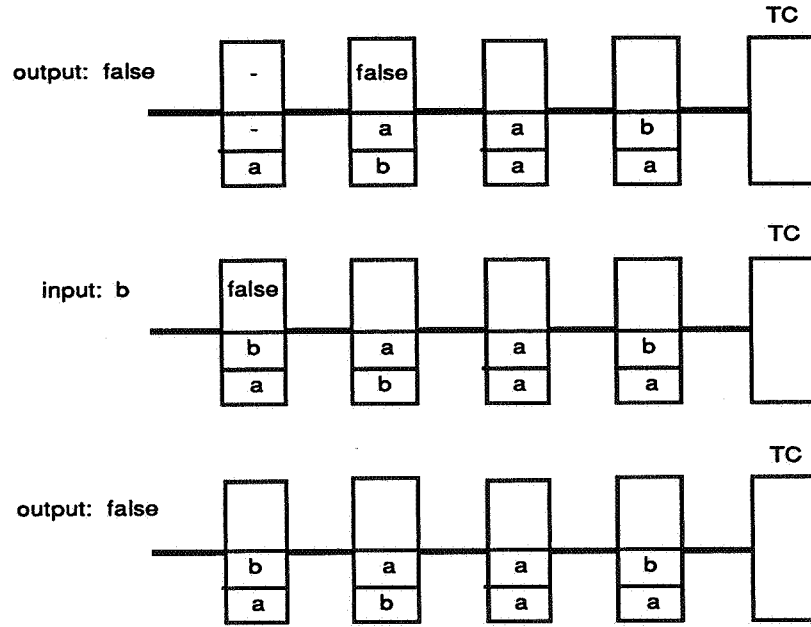 TC
output: false - false
- a a b
a b a a
TC
input: b false
b a a b
a b a a
TC
output: false
b a a b
a b a a